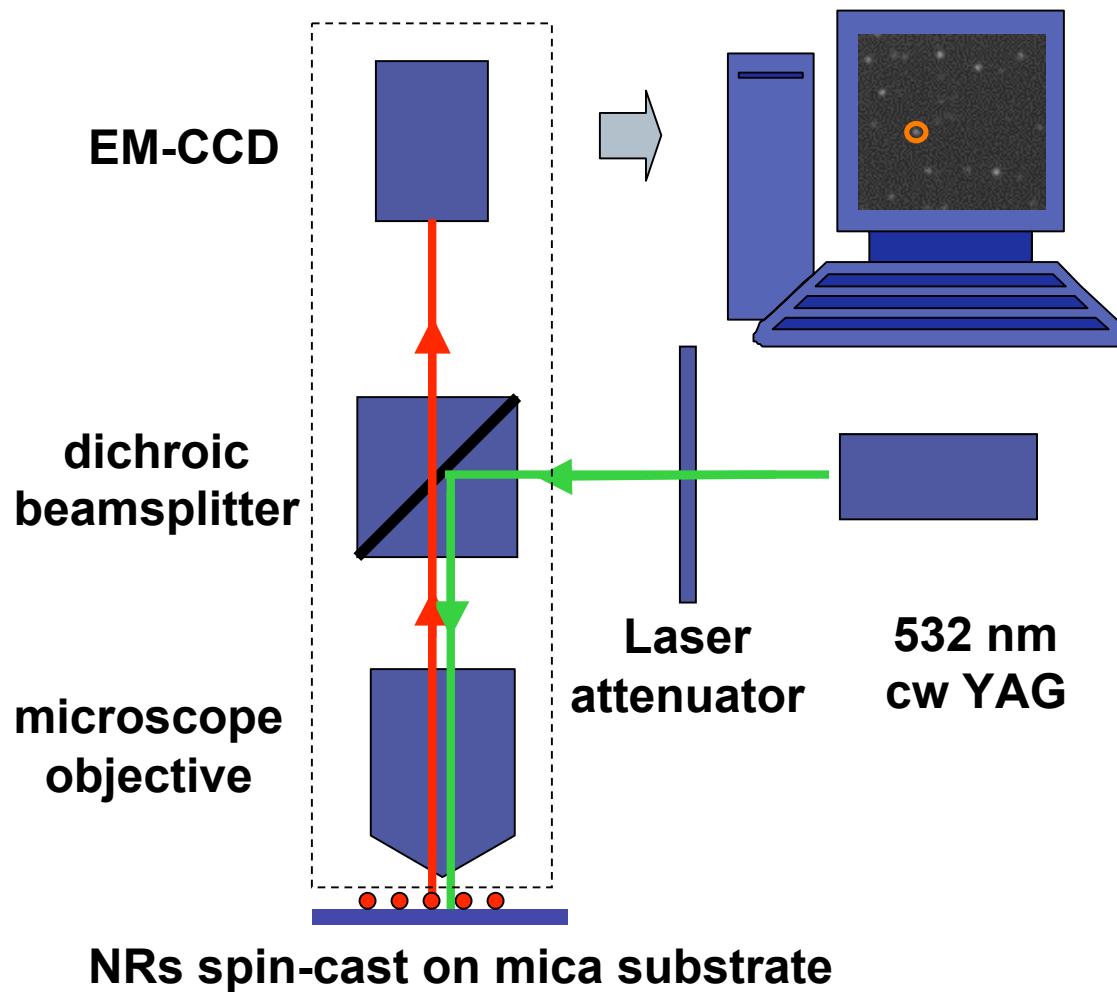 EM-CCD
dichroic
beamsplitter
Laser
attenuator
532 nm
cw YAG
microscope
objective
NRs spin-cast on mica substrate